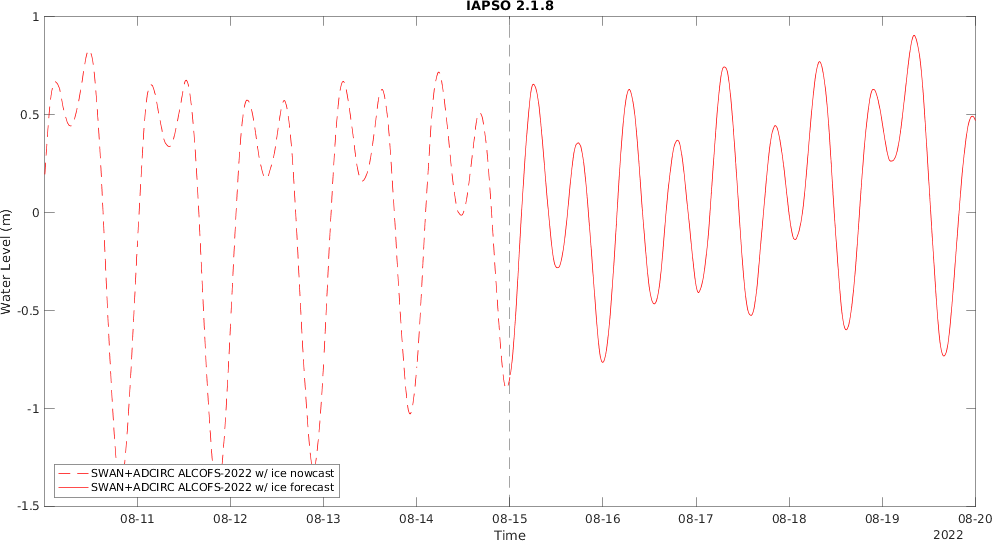 IAPSO 2.1.8
1
0.5
0
-0.5
-1
-1.5
Water Level (m)
SWAN+ADCIRC ALCOFS-2022 w/ ice nowcast
SWAN+ADCIRC ALCOFS-2022 w/ ice forecast
08-11 08-12 08-13 08-14 08-15 08-16 08-17 08-18 08-19 08-20
Time
2022